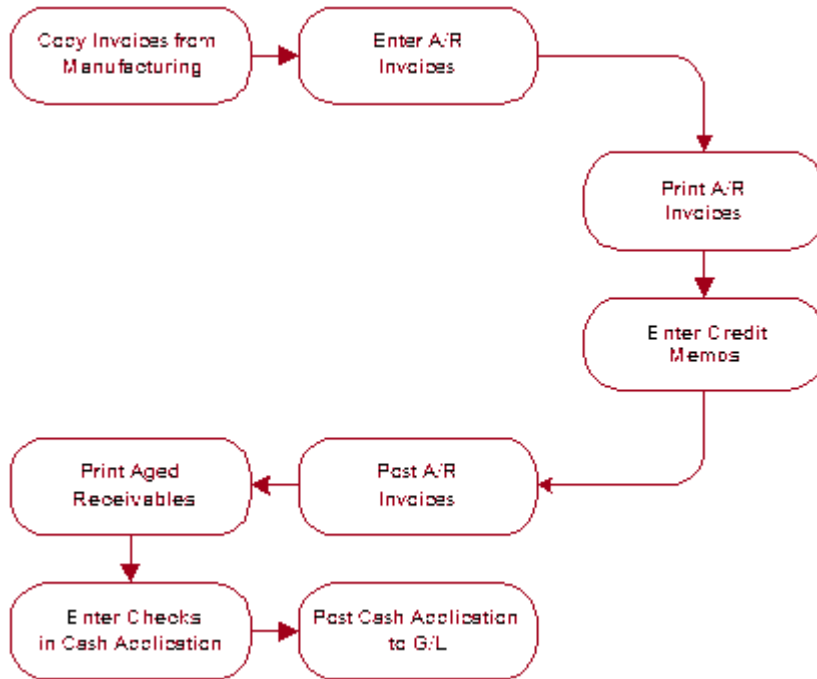 Copy Invoices from
Manufacturing
Enter A/R
Invoices
Print A/R
Invoices
Enter Credit
Memos
Post A/R
Invoices
Print Aged
Receivables
Enter Checks
in Cash Application
Post Cash Application
to G/L